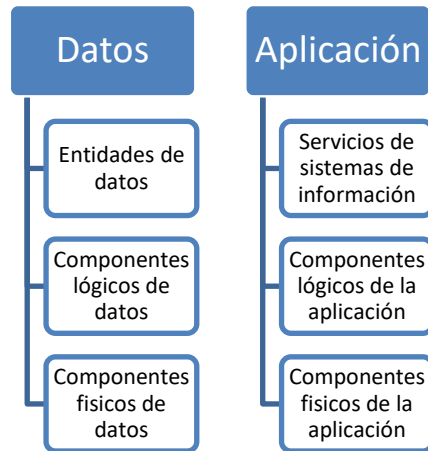 Datos
Entidades de
datos
Componentes
lógicos de
datos
Componentes
fisicos de
datos
Aplicación
Servicios de
sistemas de
información
Componentes
lógicos de la
aplicación
Componentes
fisicos de la
aplicación